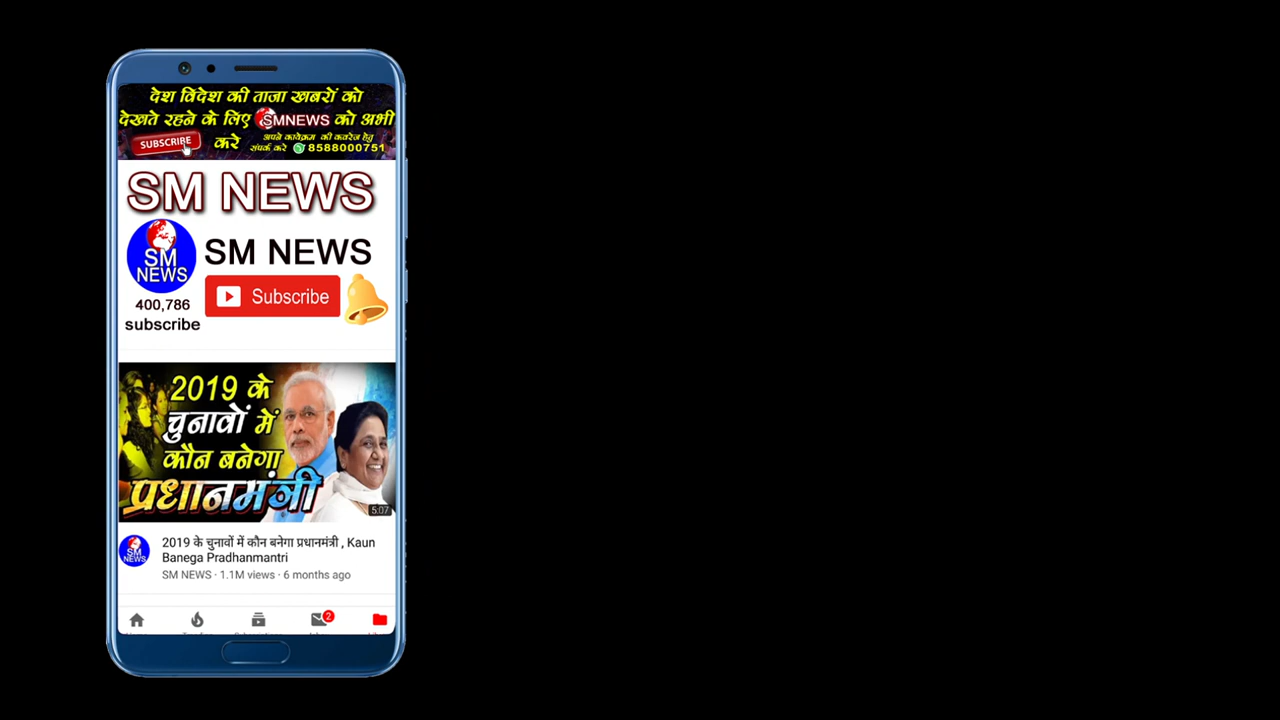 देश विदेश की ताजा खबरों को
देखते रहने के लिए SMNEWS को अभी
SUBSCRIBE करे अपने कार्यक्रम की कवरेज हेतु
संपर्क करे 8588000751
SM NEWS
SM
NEWS
SM NEWS
Subscribe
400,786
subscribe
2019 के
चुनावों में
कौन बनेगा
प्रधानमंत्री
5:07
SM
NEWS
2019 के चुनावों में कौन बनेगा प्रधानमंत्री , Kaun
Banega Pradhanmantri
SM NEWS · 1.1M views · 6 months ago
2